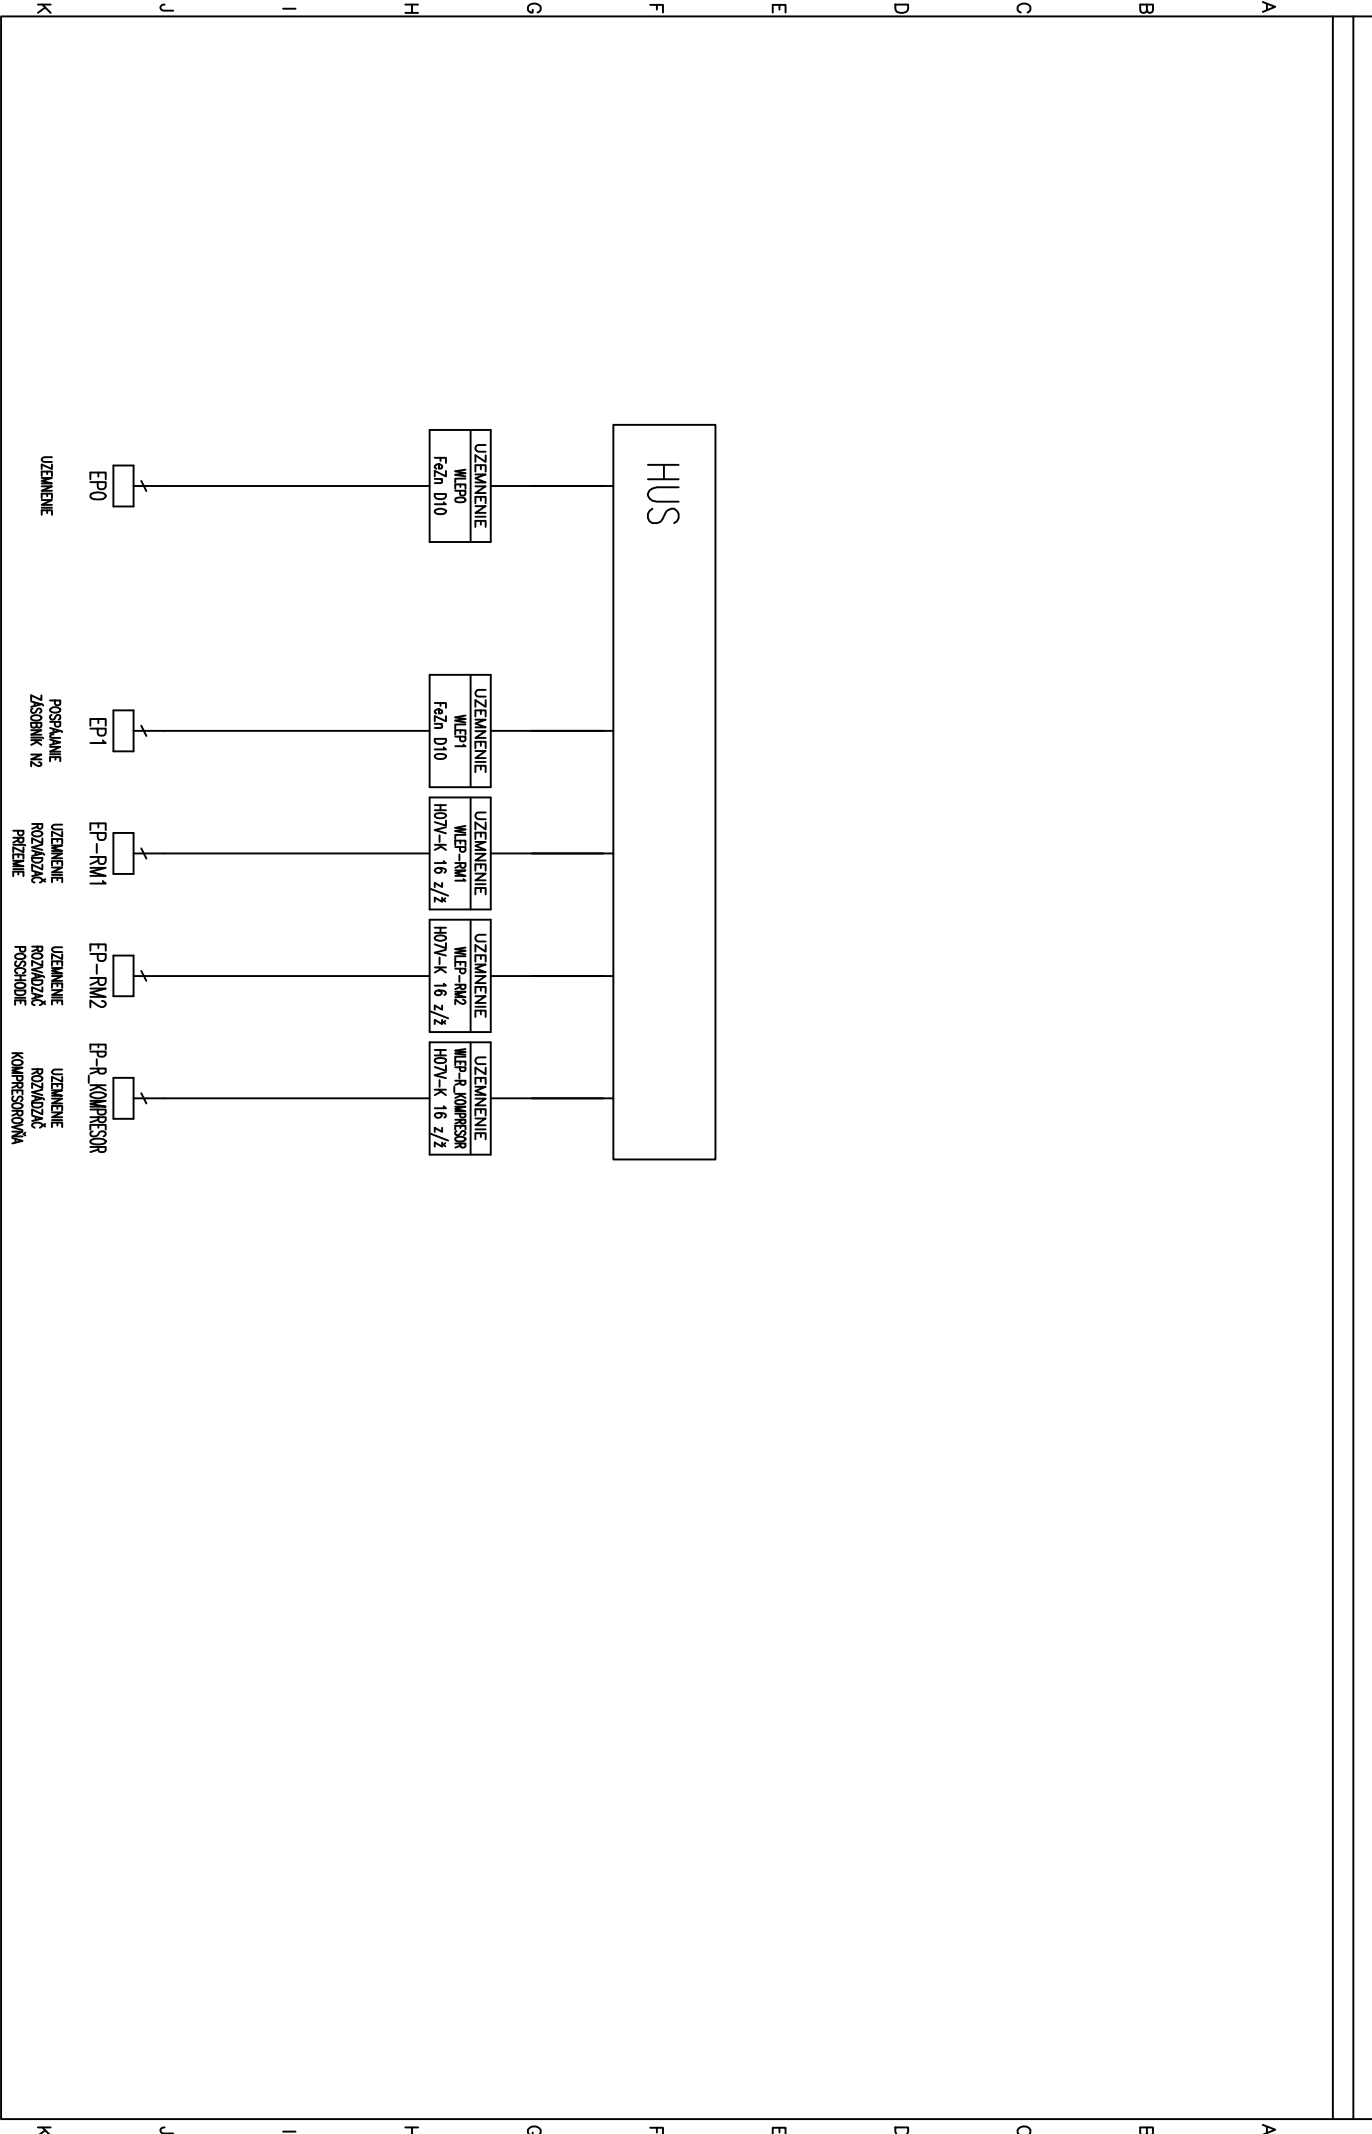 A
B
C
D
E
F
G
H
I
J
K
HUS
UZEMNENIE
WLEP0
FeZn D10
UZEMNENIE
WLEP1
FeZn D10
UZEMNENIE
WLEP-RM1
H07V-K 16 z/ž
UZEMNENIE
WLEP-RM2
H07V-K 16 z/ž
UZEMNENIE
WLEP-R_KOMPRESOR
H07V-K 16 z/ž
EP0
UZEMNENIE
EP1
POSPÁJANIE
ZÁSOBNÍK N2
EP-RM1
UZEMNENIE
ROZVÁDZAČ
PRÍZEMIE
EP-RM2
UZEMNENIE
ROZVÁDZAČ
POSCHODIE
EP-R_KOMPRESOR
UZEMNENIE
ROZVÁDZAČ
KOMPRESOROVŇA
A
B
C
D
E
F
G
H
I
J
K